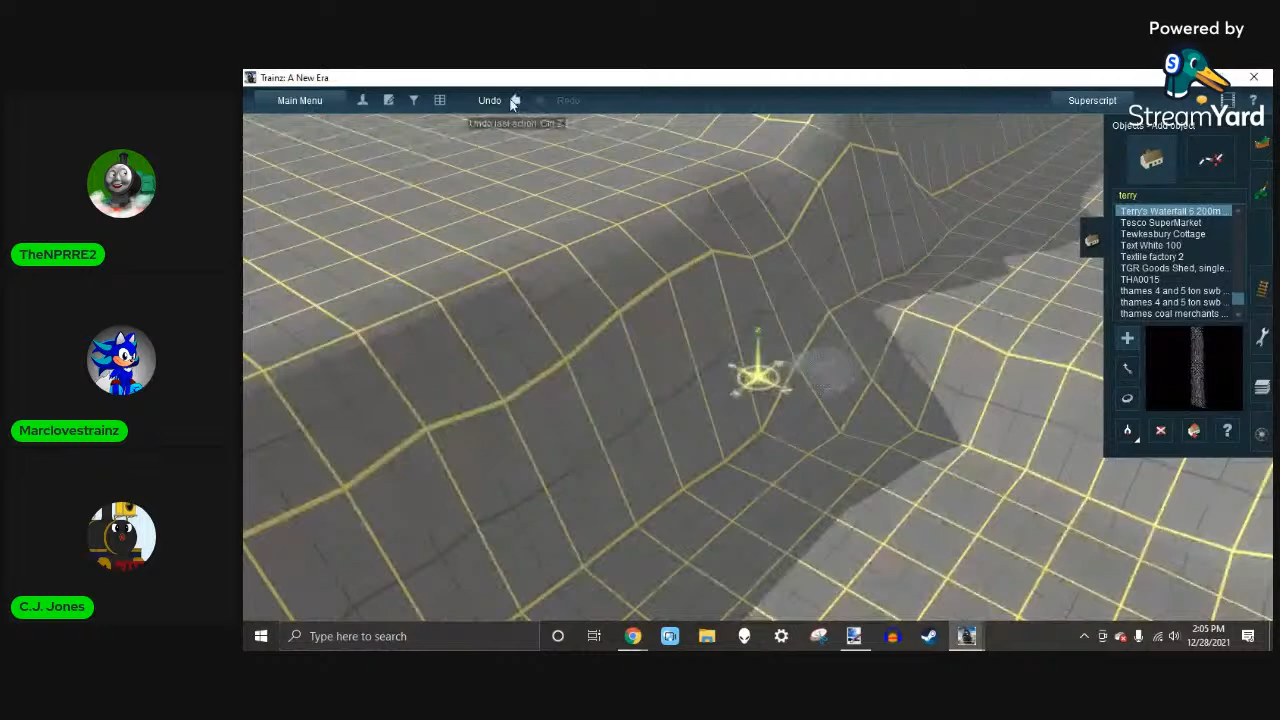 Powered by
StreamYard
Trainz: A New Era
Main Menu
Undo
Redo
Superscript
Undo last action Ctrl Z
Objects - Add object
terry
Terry's Waterfall 6 200m ...
Tesco SuperMarket
Tewkesbury Cottage
Text White 100
Textile factory 2
TGR Goods Shed, single...
THA0015
thames 4 and 5 ton swb ...
thames 4 and 5 ton swb ...
thames coal merchants ...
TheNPRRE2
Marclovestrainz
C.J. Jones
Type here to search
2:05 PM
12/28/2021